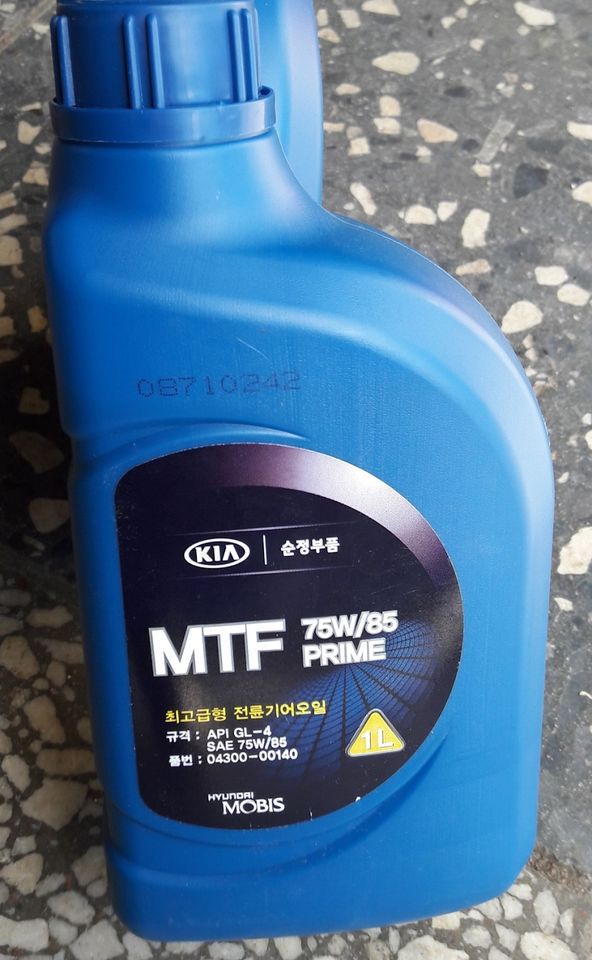 08710242
KIA | 순정부품
MTF 75W/85
PRIME
최고급형 전륜기어오일
규격 : API GL-4
SAE 75W/85
품번 : 04300-00140
1L
HYUNDAI
MOBIS